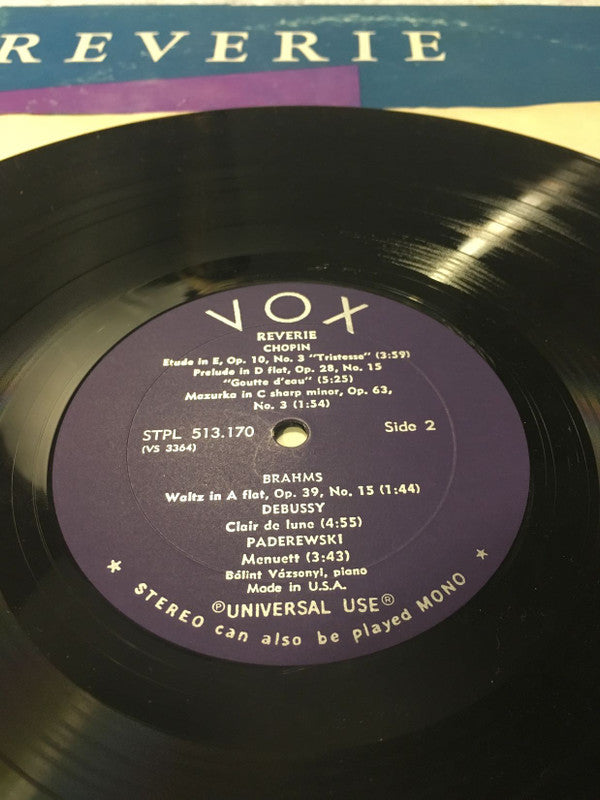 REVERIE
VOX
REVERIE
CHOPIN
Etude in E, Op. 10, No. 3 "Tristesse" (3:59)
Prelude in D flat, Op. 28, No. 15
"Goutte d'eau" (5:25)
Mazurka in C sharp minor, Op. 63,
No. 3 (1:54)
STPL 513.170
(VS 3364)
Side 2
BRAHMS
Waltz in A flat, Op. 39, No. 15 (1:44)
DEBUSSY
Clair de lune (4:55)
PADEREWSKI
Menuett (3:43)
Bálint Vázsonyi, piano
Made in U.S.A.
℗UNIVERSAL USE®
★ STEREO can also be played MONO ★